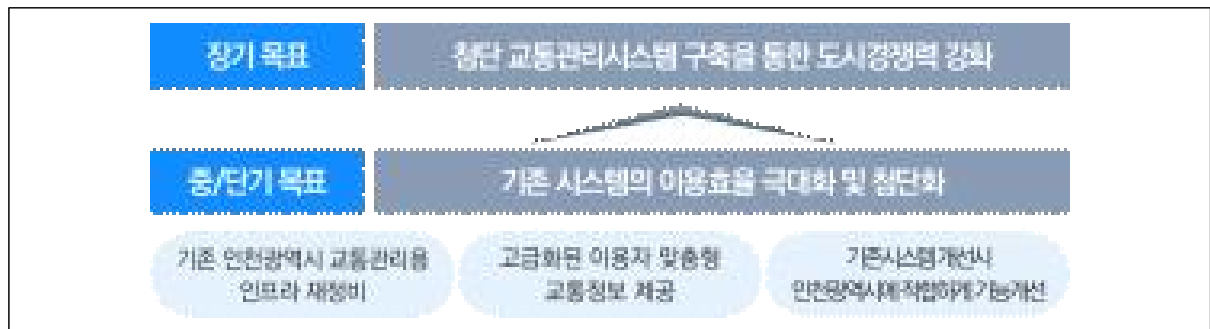 장기 목표
첨단 교통관리시스템 구축을 통한 도시경쟁력 강화
중/단기 목표
기존 시스템의 이용효율 극대화 및 첨단화
기존 인천광역시 교통관리용
인프라 재정비
고급화된 이용자 맞춤형
교통정보 제공
기존시스템 개선시
인천광역시에 적합하게 기능개선